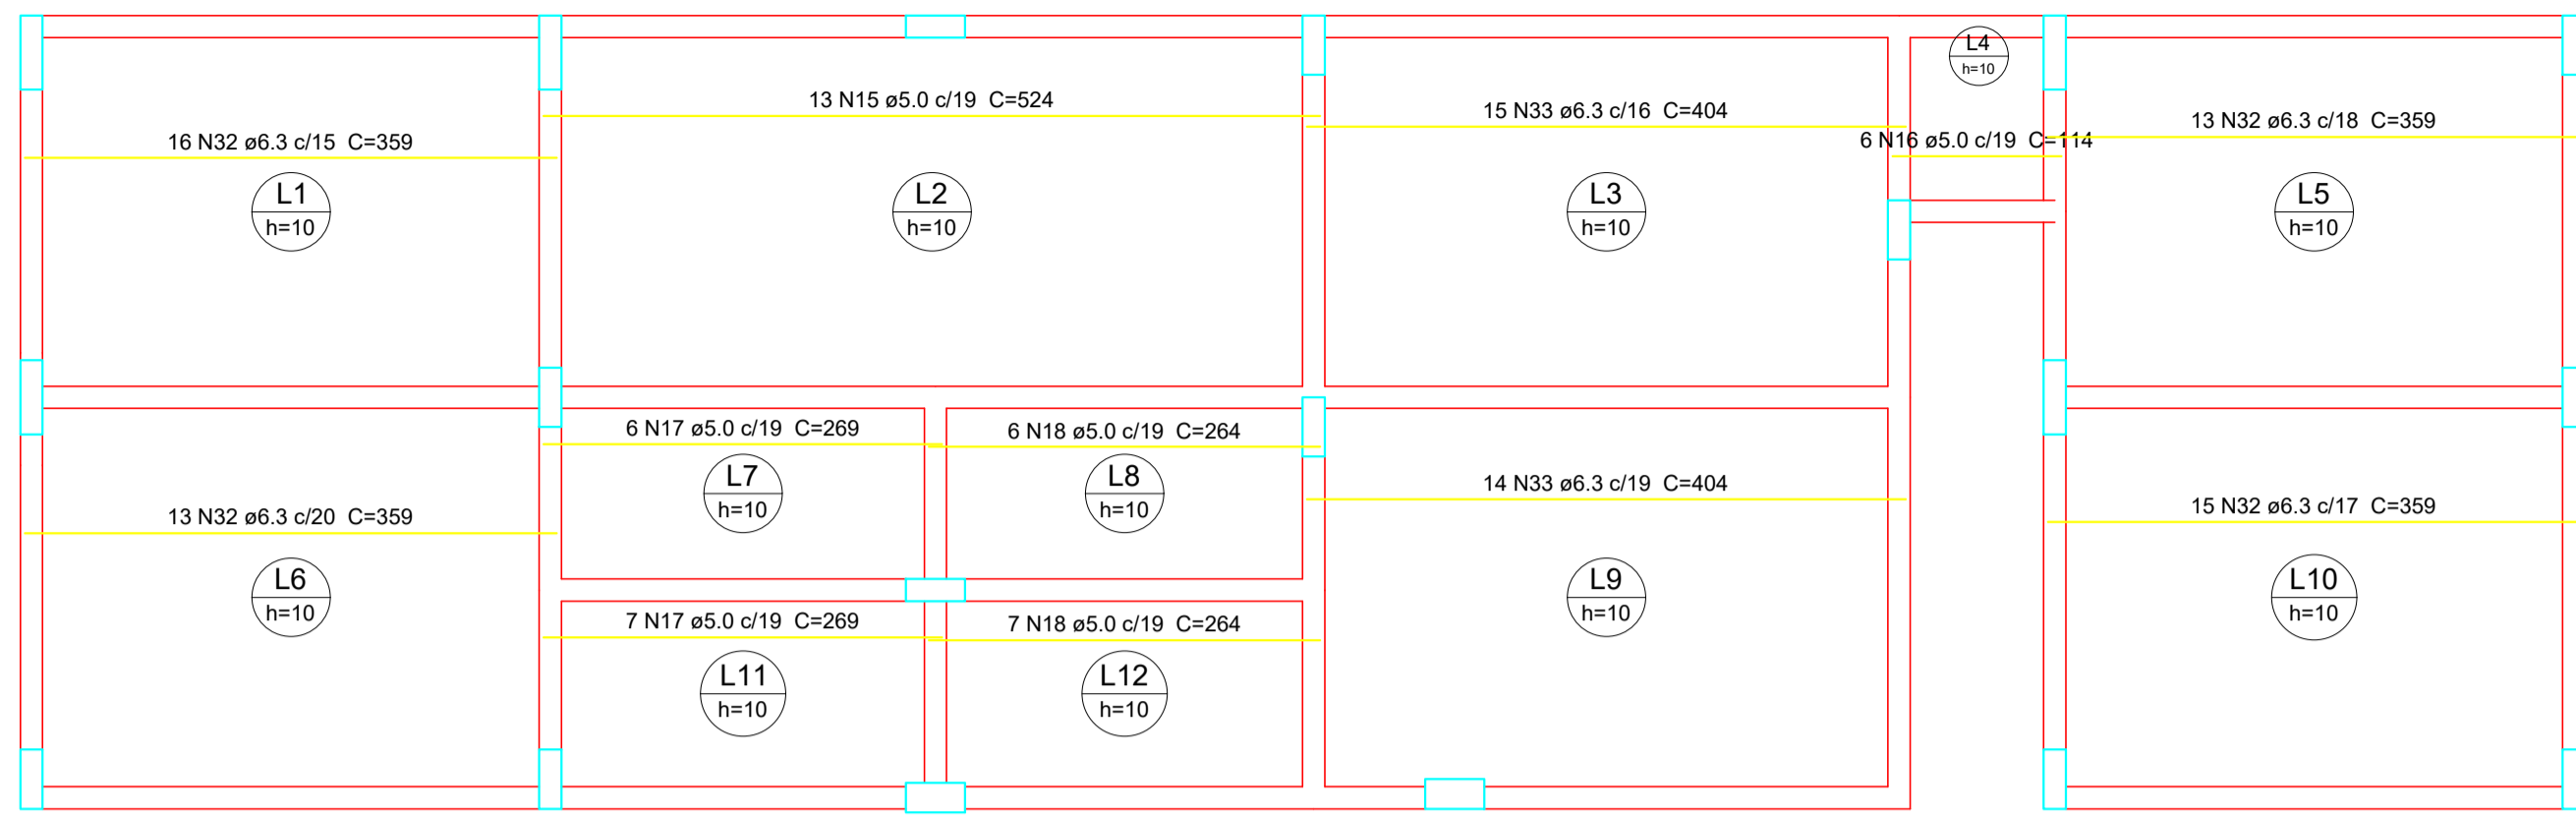 L4
h=10
13 N15 ø5.0 c/19  C=524
15 N33 ø6.3 c/16  C=404
13 N32 ø6.3 c/18  C=359
16 N32 ø6.3 c/15  C=359
6 N16 ø5.0 c/19  C=114
L1
h=10
L2
h=10
L3
h=10
L5
h=10
6 N17 ø5.0 c/19  C=269
6 N18 ø5.0 c/19  C=264
L7
h=10
L8
h=10
14 N33 ø6.3 c/19  C=404
15 N32 ø6.3 c/17  C=359
13 N32 ø6.3 c/20  C=359
L6
h=10
L9
h=10
L10
h=10
7 N17 ø5.0 c/19  C=269
7 N18 ø5.0 c/19  C=264
L11
h=10
L12
h=10